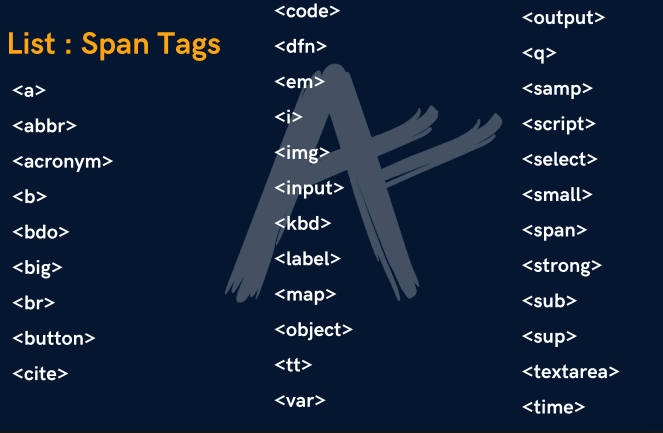 List : Span Tags
<a>
<abbr>
<acronym>
<b>
<bdo>
<big>
<br>
<button>
<cite>
<code>
<dfn>
<em>
<i>
<img>
<input>
<kbd>
<label>
<map>
<object>
<tt>
<var>
<output>
<q>
<samp>
<script>
<select>
<small>
<span>
<strong>
<sub>
<sup>
<textarea>
<time>